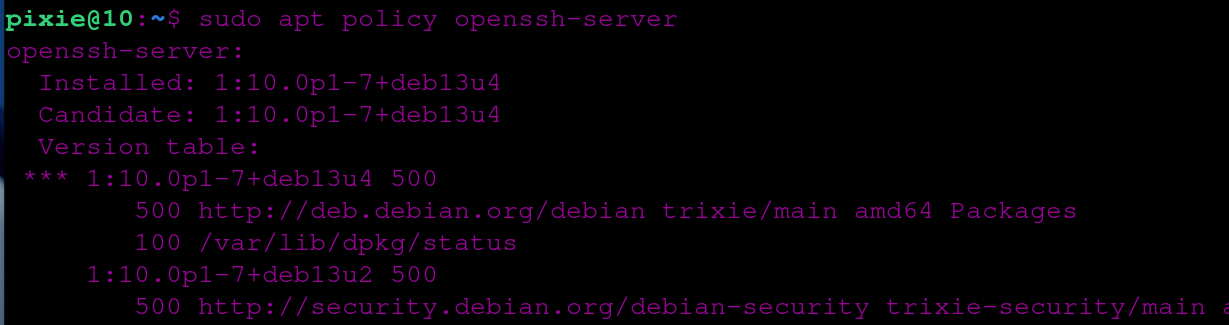 pixie@10:~$ sudo apt policy openssh-server
openssh-server:
  Installed: 1:10.0p1-7+deb13u4
  Candidate: 1:10.0p1-7+deb13u4
  Version table:
 *** 1:10.0p1-7+deb13u4 500
        500 http://deb.debian.org/debian trixie/main amd64 Packages
        100 /var/lib/dpkg/status
     1:10.0p1-7+deb13u2 500
        500 http://security.debian.org/debian-security trixie-security/main